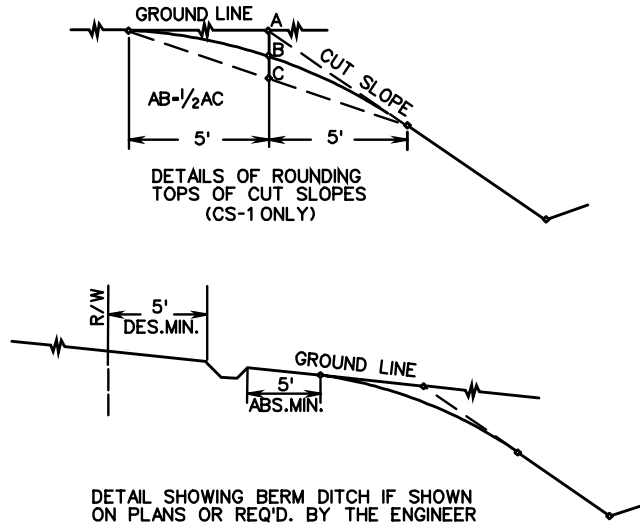 GROUND LINE
A
B
C
CUT SLOPE
AB=1/2AC
5'
5'
DETAILS OF ROUNDING
TOPS OF CUT SLOPES
(CS-1 ONLY)
R/W
5'
DES.MIN.
GROUND LINE
5'
ABS.MIN.
DETAIL SHOWING BERM DITCH IF SHOWN
ON PLANS OR REQ'D. BY THE ENGINEER